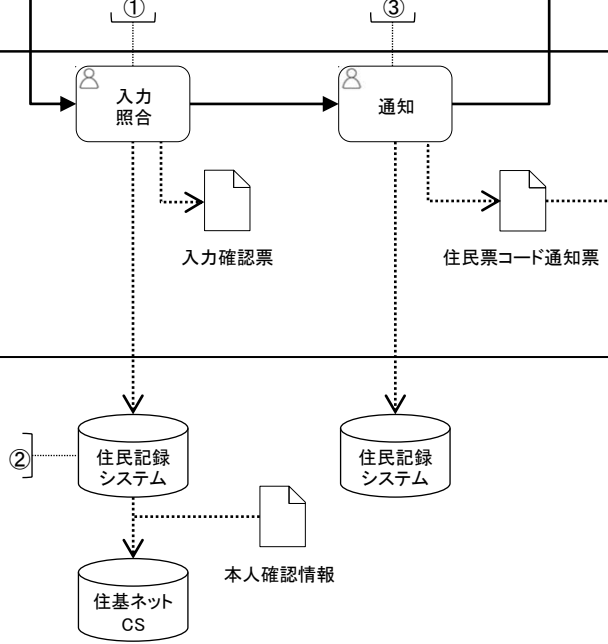 ①
③
入力
照合
通知
入力確認票
住民票コード通知票
②
住民記録
システム
住民記録
システム
本人確認情報
住基ネット
CS